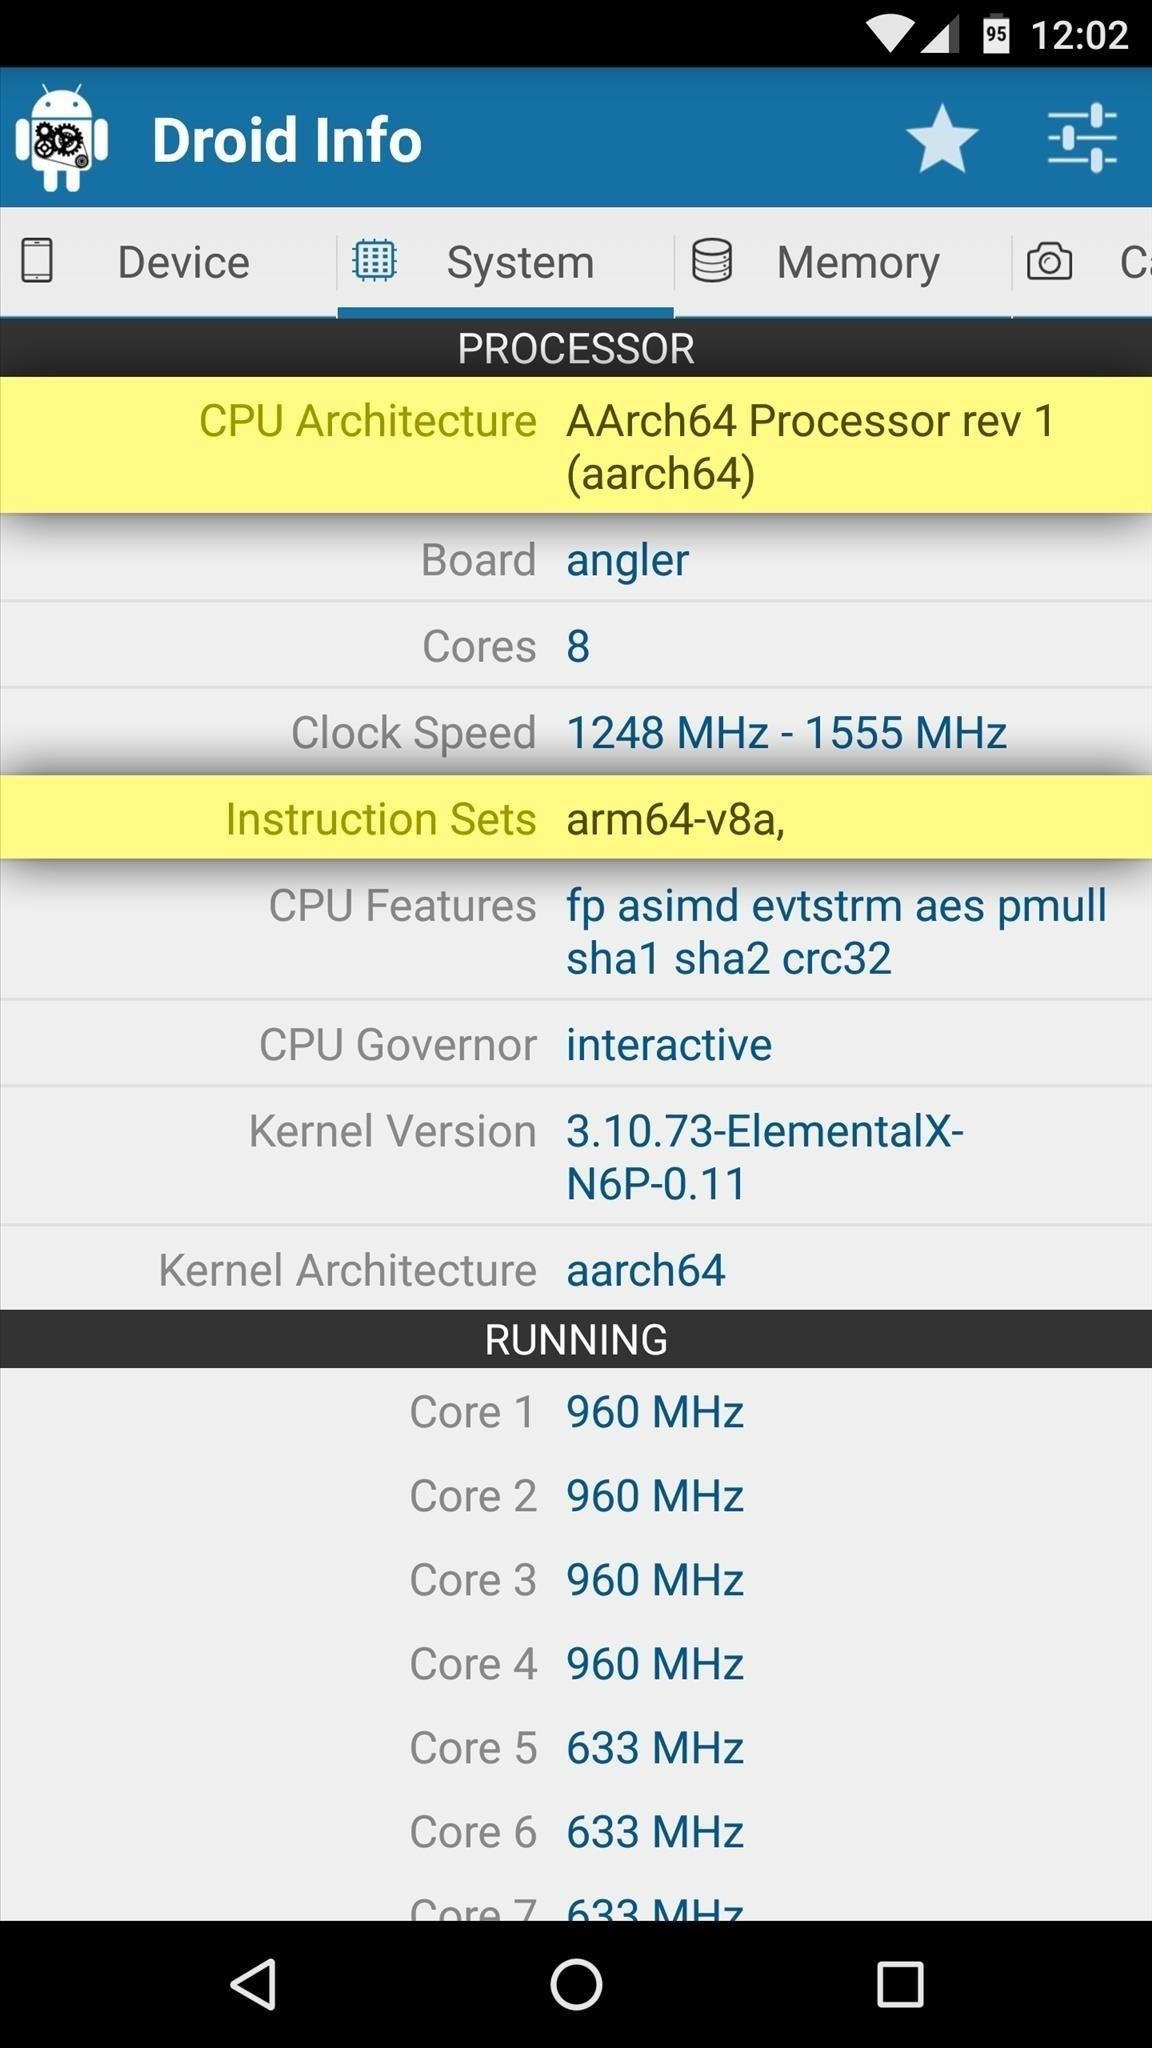 95 12:02
Droid Info
Device System Memory
PROCESSOR
CPU Architecture AArch64 Processor rev 1
(aarch64)
Board angler
Cores 8
Clock Speed 1248 MHz - 1555 MHz
Instruction Sets arm64-v8a,
CPU Features fp asimd evtstrm aes pmull
sha1 sha2 crc32
CPU Governor interactive
Kernel Version 3.10.73-ElementalX-
N6P-0.11
Kernel Architecture aarch64
RUNNING
Core 1 960 MHz
Core 2 960 MHz
Core 3 960 MHz
Core 4 960 MHz
Core 5 633 MHz
Core 6 633 MHz
Core 7 633 MHz